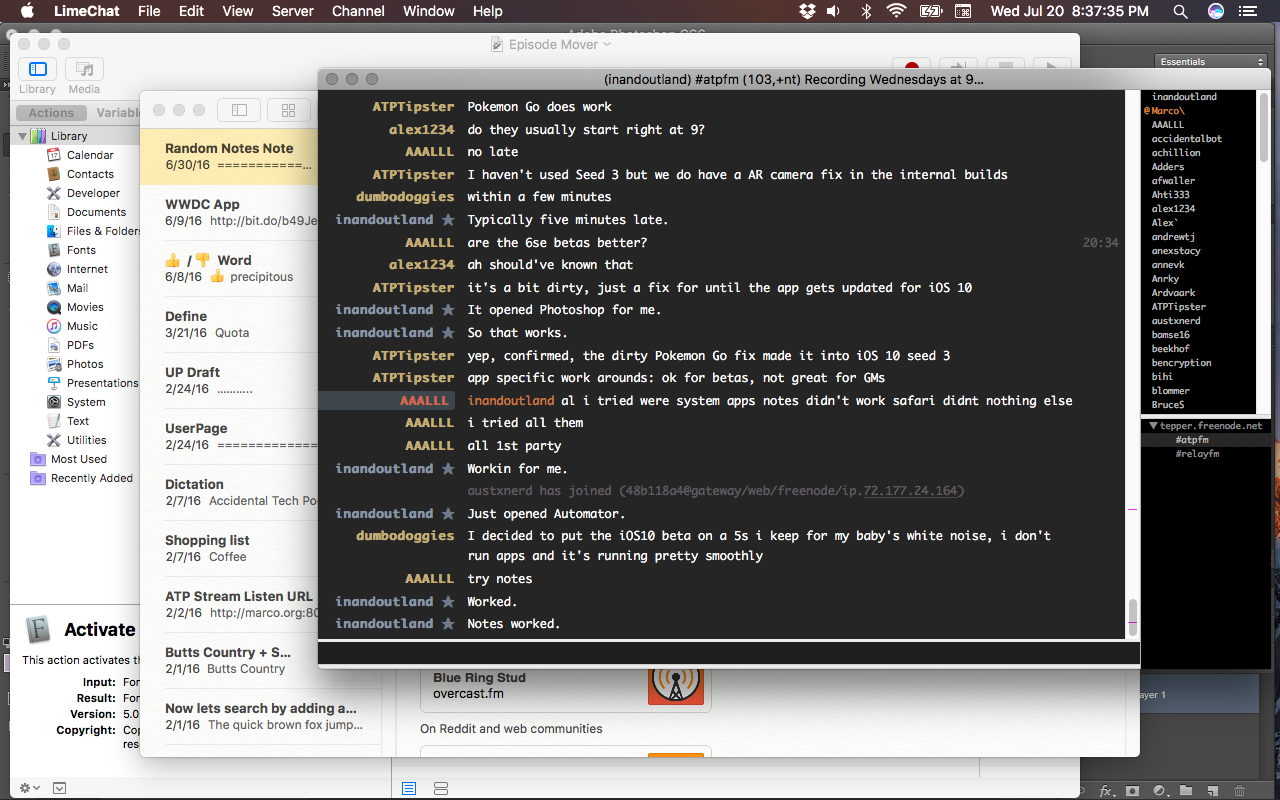 LimeChat File Edit View Server Channel Window Help
Wed Jul 20 8:37:35 PM
Episode Mover
Library Media
Actions
Library
Calendar
Contacts
Developer
Documents
Files & Folders
Fonts
Internet
Mail
Movies
Music
PDFs
Photos
Presentations
System
Text
Utilities
Most Used
Recently Added
Activate
This action activates th
Input: For
Result: For
Version: 5.0
Copyright: Cop
res
Random Notes Note
6/30/16 ===========...
WWDC App
6/9/16 http://bit.do/b49Je
👍 / 👎 Word
6/8/16 👍 precipitous
Define
3/21/16 Quota
UP Draft
2/24/16 ...........
UserPage
2/24/16 =============
Dictation
2/7/16 Accidental Tech Po
Shopping list
2/7/16 Coffee
ATP Stream Listen URL
2/2/16 http://marco.org:80
Butts Country + S...
2/1/16 Butts Country
Now lets search by adding a...
2/1/16 The quick brown fox jump...
Blue Ring Stud
overcast.fm
On Reddit and web communities
(inandoutland) #atpfm (103,+nt) Recording Wednesdays at 9...
ATPTipster Pokemon Go does work
alex1234 do they usually start right at 9?
AAALLL no late
ATPTipster I haven't used Seed 3 but we do have a AR camera fix in the internal builds
dumbodoggies within a few minutes
inandoutland ★ Typically five minutes late.
AAALLL are the 6se betas better? 20:34
alex1234 ah should've known that
ATPTipster it's a bit dirty, just a fix for until the app gets updated for iOS 10
inandoutland ★ It opened Photoshop for me.
inandoutland ★ So that works.
ATPTipster yep, confirmed, the dirty Pokemon Go fix made it into iOS 10 seed 3
ATPTipster app specific work arounds: ok for betas, not great for GMs
AAALLL inandoutland al i tried were system apps notes didn't work safari didnt nothing else
AAALLL i tried all them
AAALLL all 1st party
inandoutland ★ Workin for me.
austxnerd has joined (48b118a4@gateway/web/freenode/ip.72.177.24.164)
inandoutland ★ Just opened Automator.
dumbodoggies I decided to put the iOS10 beta on a 5s i keep for my baby's white noise, i don't
run apps and it's running pretty smoothly
AAALLL try notes
inandoutland ★ Worked.
inandoutland ★ Notes worked.
Essentials
inandoutland
@Marco\
AAALLL
accidentalbot
achillion
Adders
afwaller
Ahti333
alex1234
Alex`
andrewtj
anexstacy
annevk
Anrky
Ardvaark
ATPTipster
austxnerd
bamse16
beekhof
bencryption
bihi
blommer
BruceS
tepper.freenode.net
#atpfm
#relayfm
ayer 1
fx